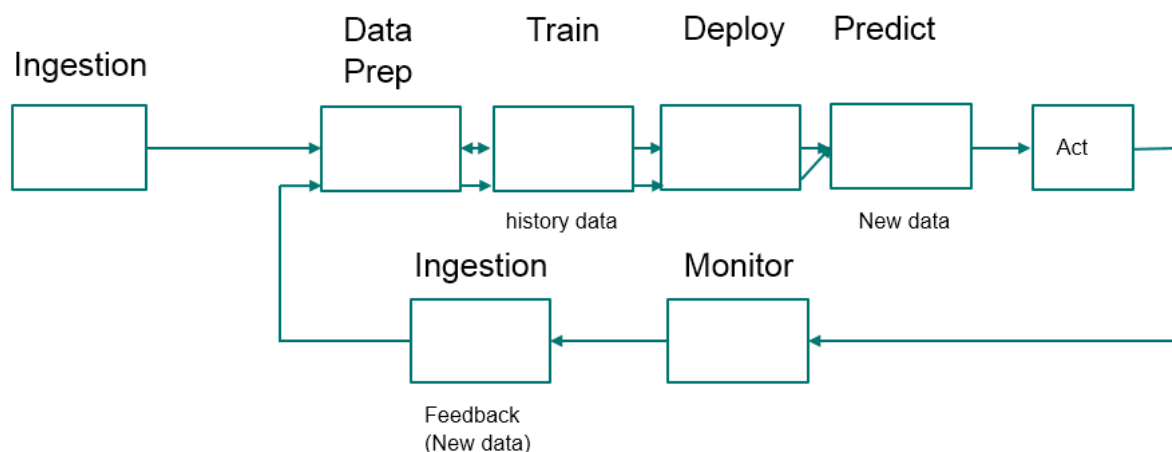 Ingestion
Data
Prep
Train
Deploy
Predict
Act
history data
New data
Ingestion
Monitor
Feedback
(New data)